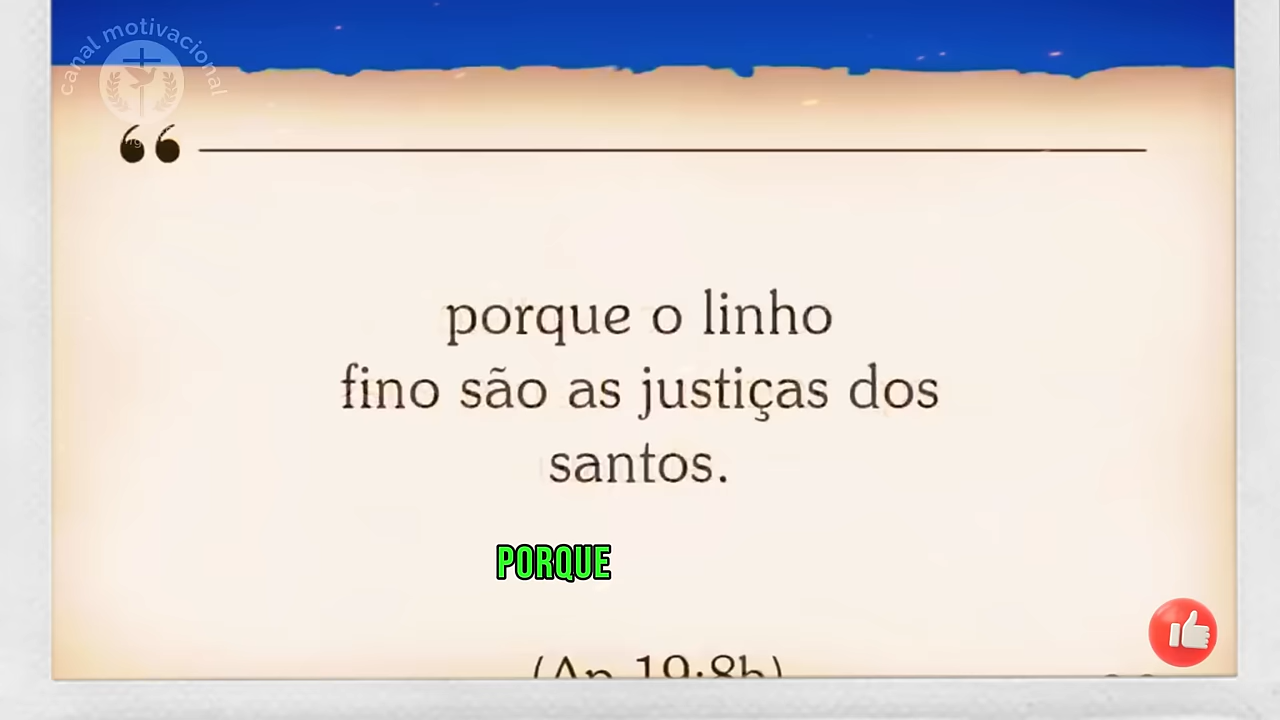 canal motivacional
porque o linho
fino são as justiças dos
santos.
PORQUE
(Ap 19:8b)